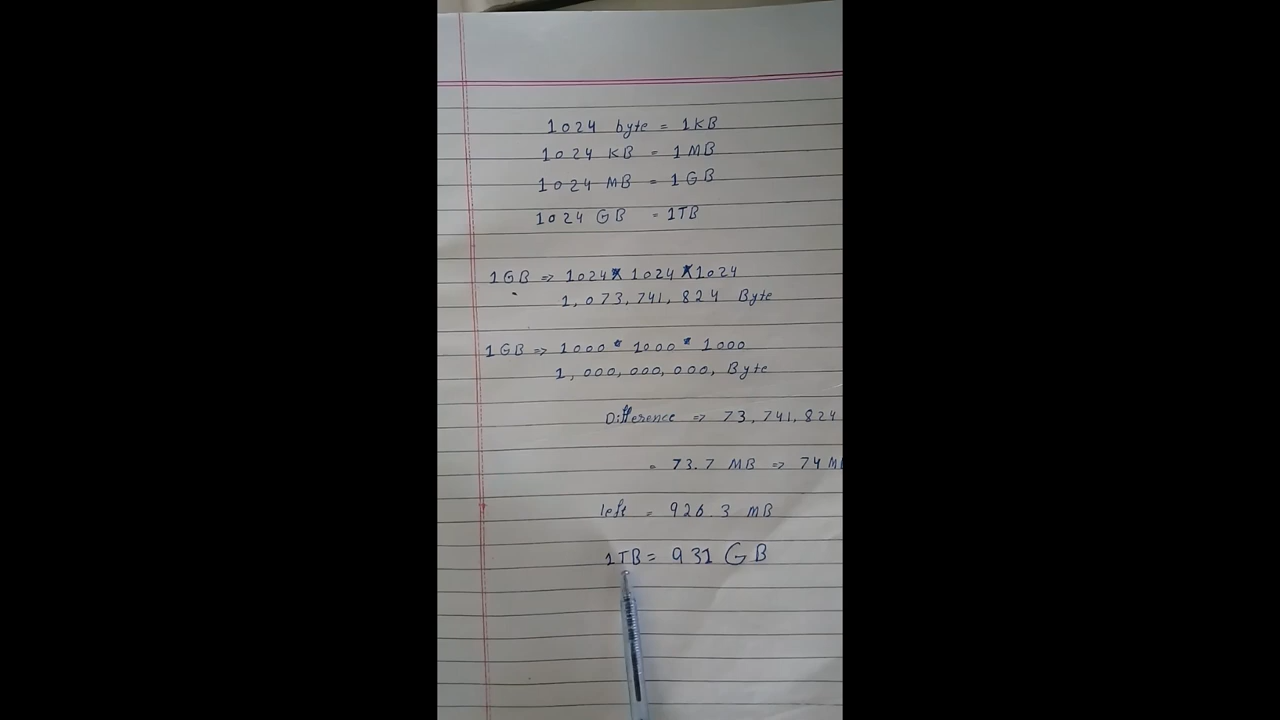 1024 byte = 1KB
1024 KB = 1MB
1024 MB = 1GB
1024 GB = 1TB
1GB => 1024 * 1024 * 1024
1,073,741,824 Byte
1GB => 1000 * 1000 * 1000
1,000,000,000, Byte
Difference => 73,741,824
= 73.7 MB => 74 M
left = 926.3 MB
1TB = 931 GB